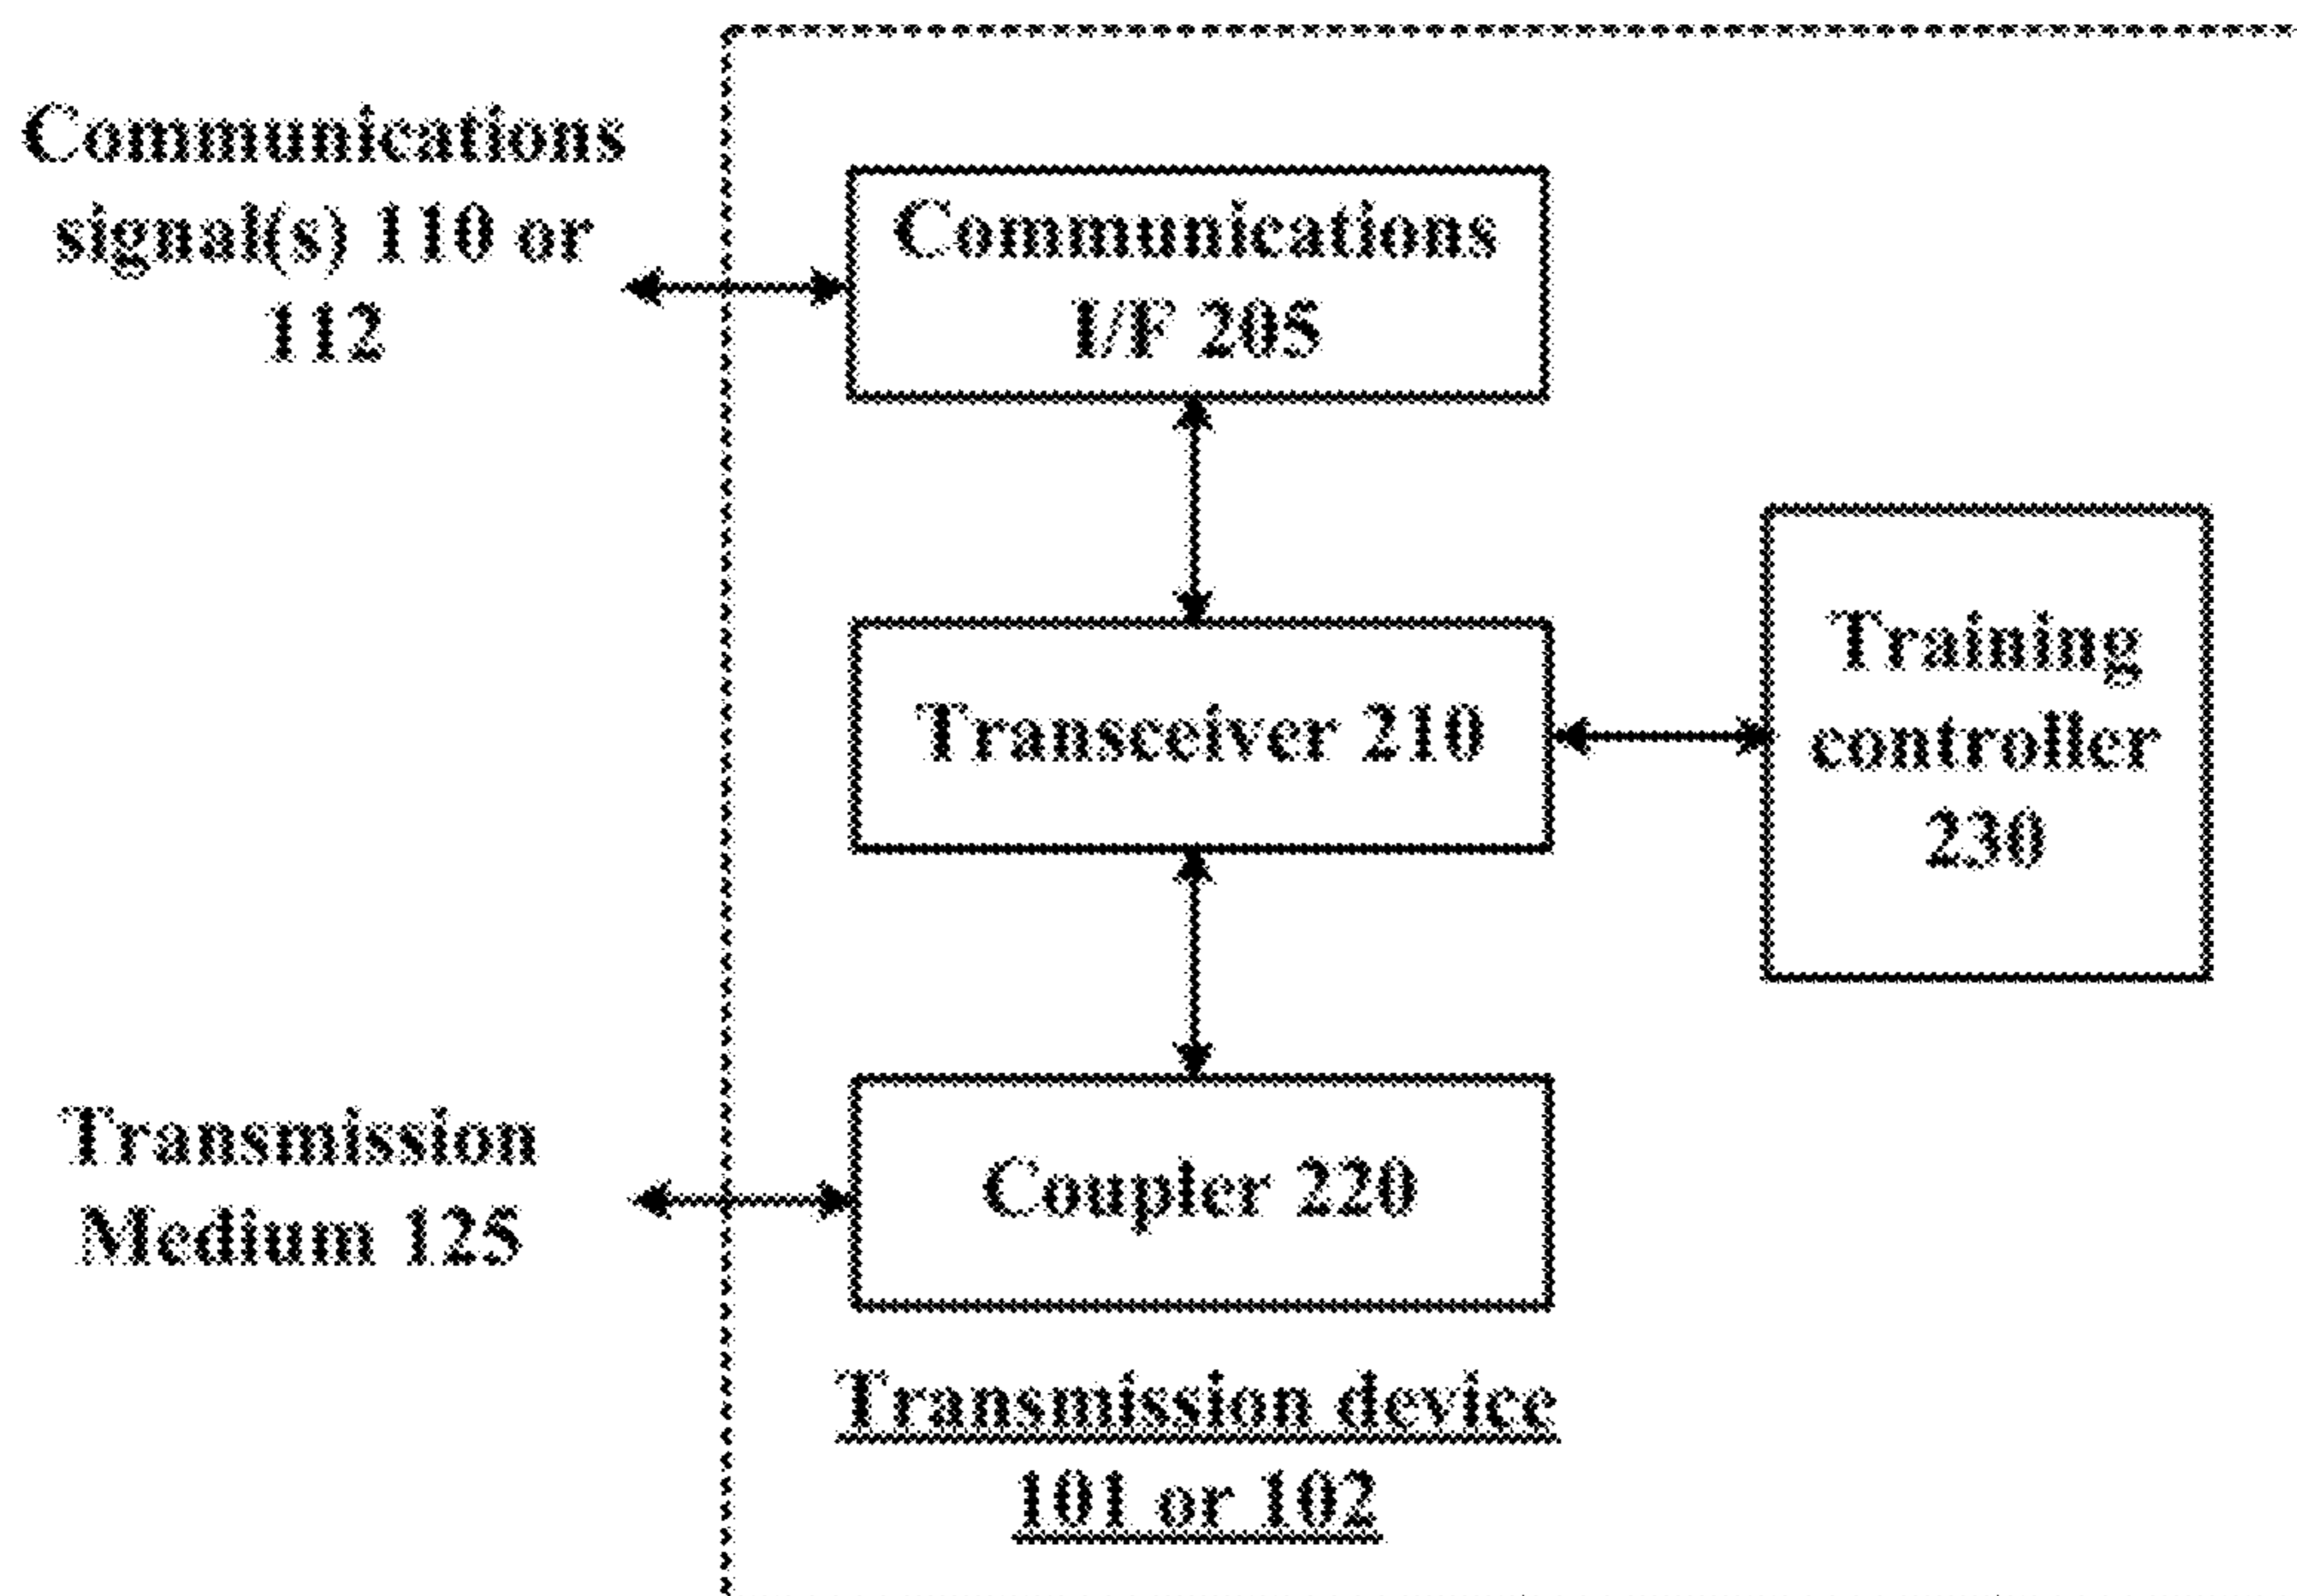 Communications
signal(s) 110 or
112
Communications
I/F 205
Transceiver 210
Training
controller
230
Transmission
Medium 125
Coupler 220
Transmission device
101 or 102